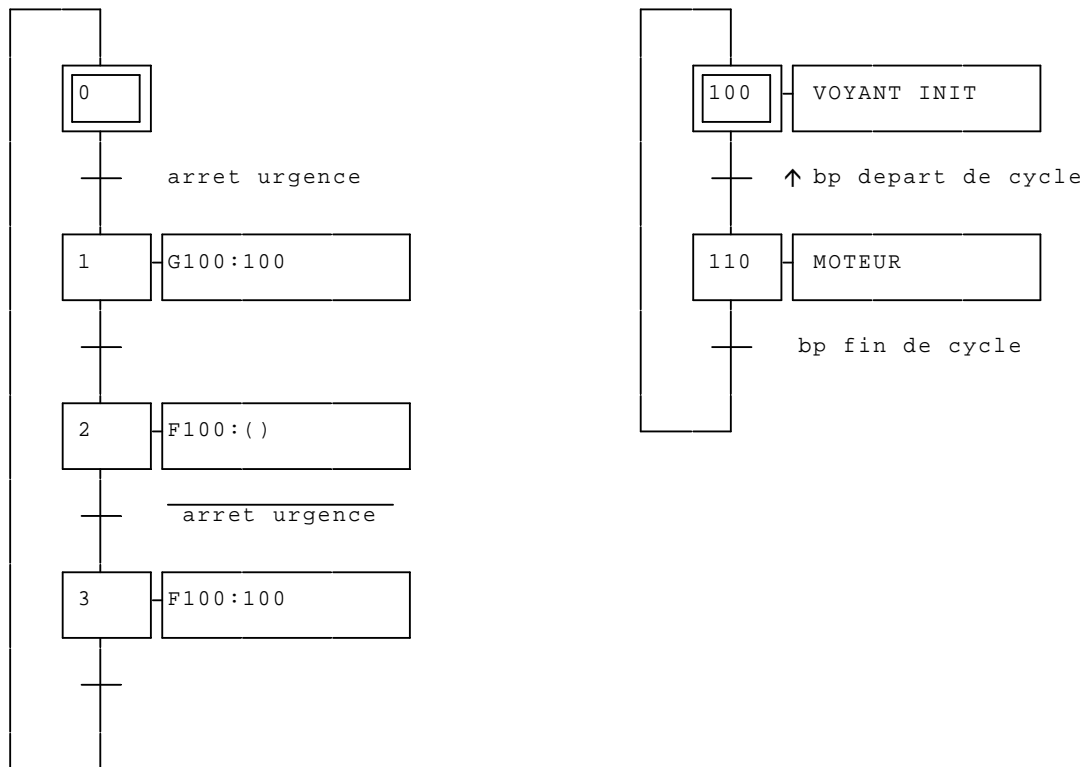 0
arret urgence
1
G100:100
2
F100:()
arret urgence
3
F100:100
100
VOYANT INIT
↑ bp depart de cycle
110
MOTEUR
bp fin de cycle